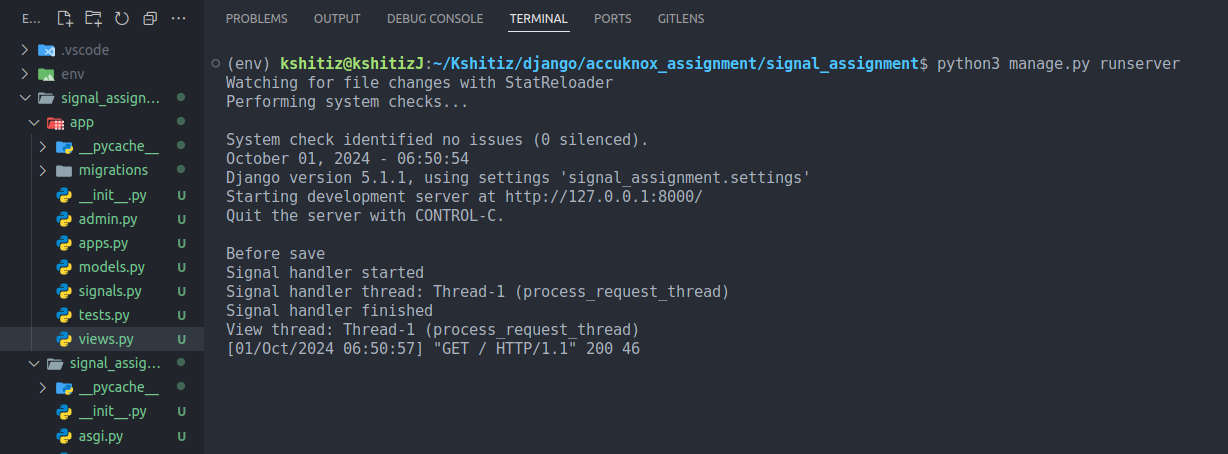 E... ...
PROBLEMS OUTPUT DEBUG CONSOLE TERMINAL PORTS GITLENS
.vscode
env
signal_assign...
app
__pycache__
migrations
__init__.py U
admin.py U
apps.py U
models.py U
signals.py U
tests.py U
views.py U
signal_assig...
__pycache__
__init__.py U
asgi.py U
(env) kshitiz@kshitizJ:~/Kshitiz/django/accuknox_assignment/signal_assignment$ python3 manage.py runserver
Watching for file changes with StatReloader
Performing system checks...
System check identified no issues (0 silenced).
October 01, 2024 - 06:50:54
Django version 5.1.1, using settings 'signal_assignment.settings'
Starting development server at http://127.0.0.1:8000/
Quit the server with CONTROL-C.
Before save
Signal handler started
Signal handler thread: Thread-1 (process_request_thread)
Signal handler finished
View thread: Thread-1 (process_request_thread)
[01/Oct/2024 06:50:57] "GET / HTTP/1.1" 200 46